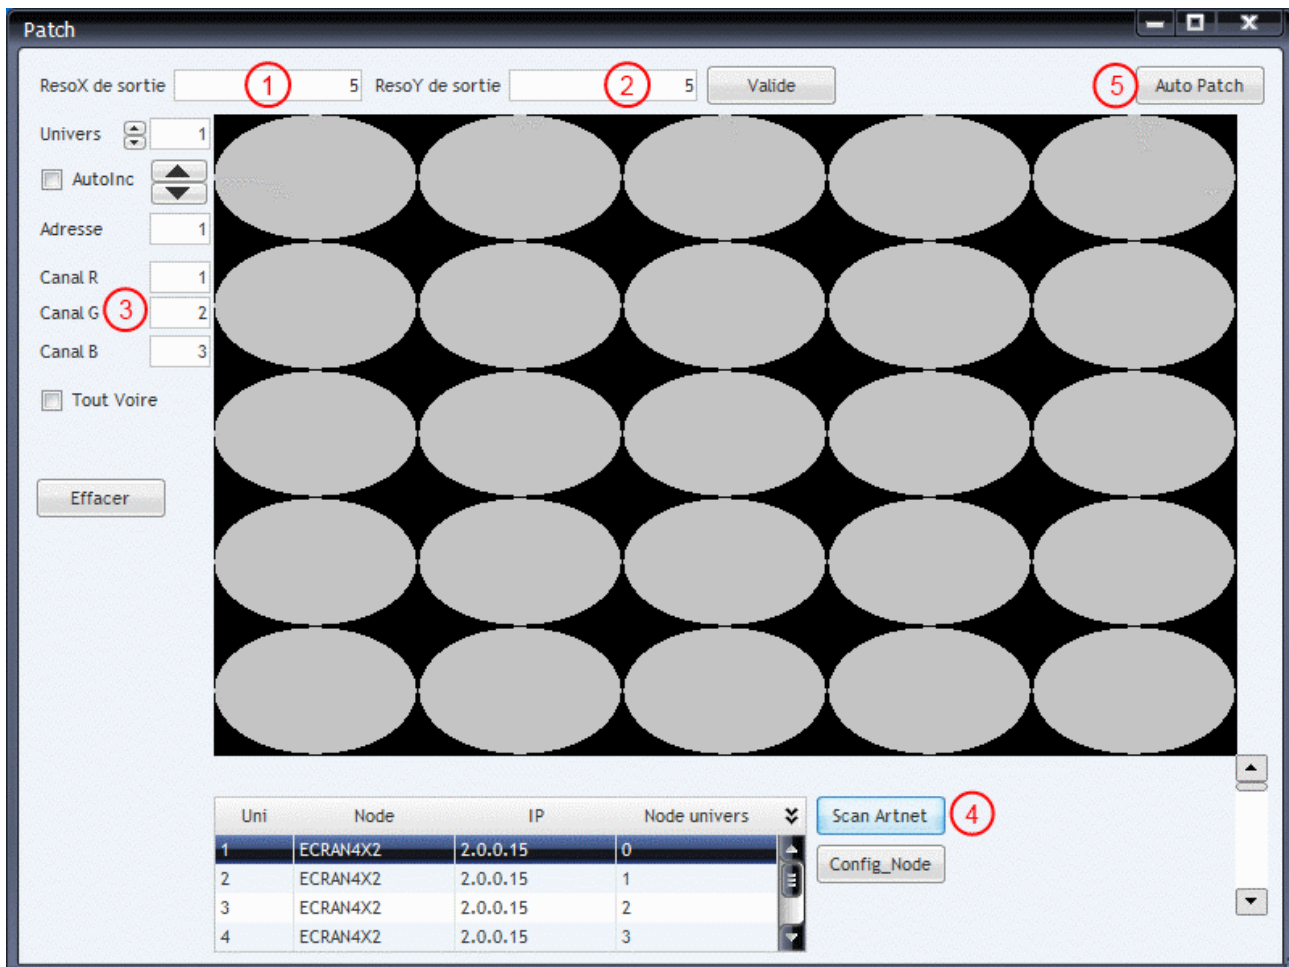 Patch
ResoX de sortie 1 5 ResoY de sortie 2 5 Valide 5 Auto Patch
Univers 1
AutoInc
Adresse 1
Canal R 1
Canal G 3 2
Canal B 3
Tout Voire
Effacer
Uni Node IP Node univers Scan Artnet 4
1 ECRAN4X2 2.0.0.15 0
Config_Node
2 ECRAN4X2 2.0.0.15 1
3 ECRAN4X2 2.0.0.15 2
4 ECRAN4X2 2.0.0.15 3